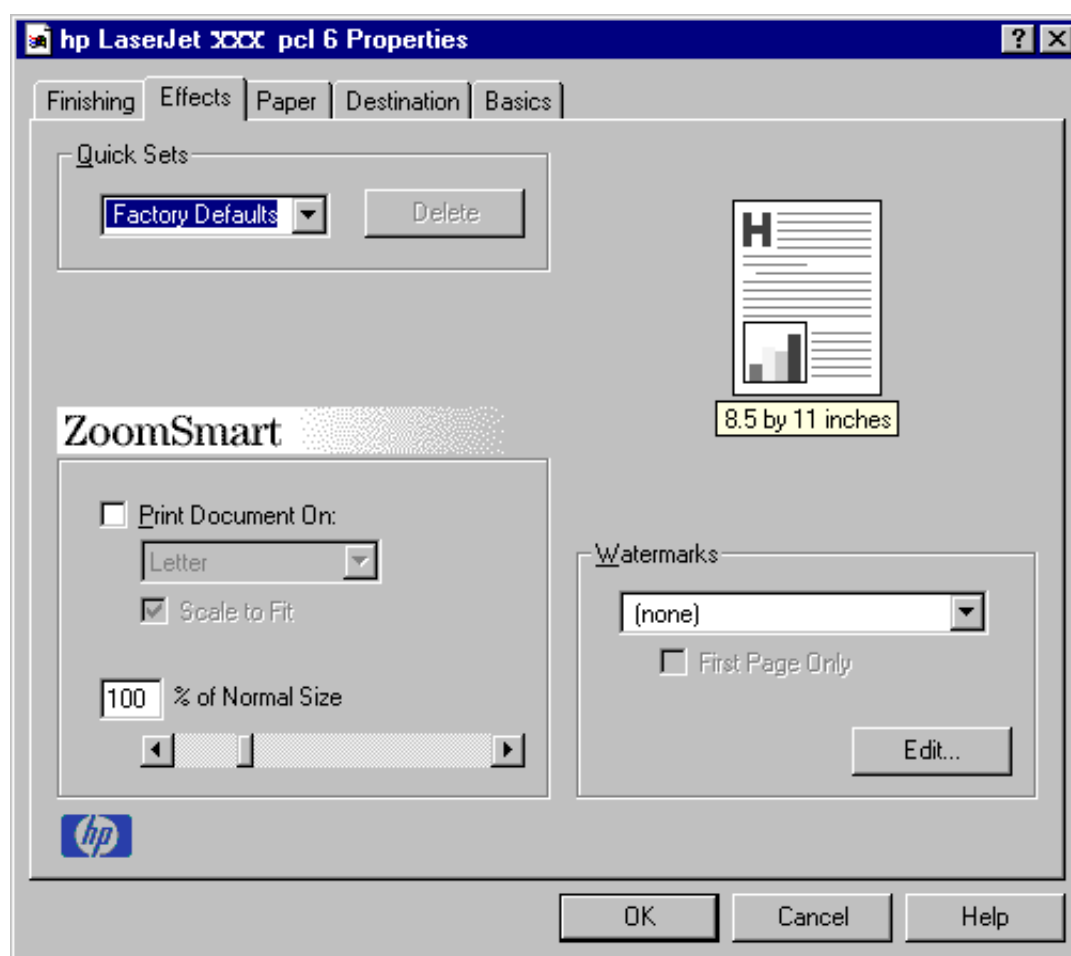 hp LaserJet XXX pcl 6 Properties
Finishing Effects Paper Destination Basics
Quick Sets
Factory Defaults Delete
H
8.5 by 11 inches
ZoomSmart
Print Document On:
Letter
Scale to Fit
100 % of Normal Size
Watermarks
(none)
First Page Only
Edit...
hp
OK Cancel Help